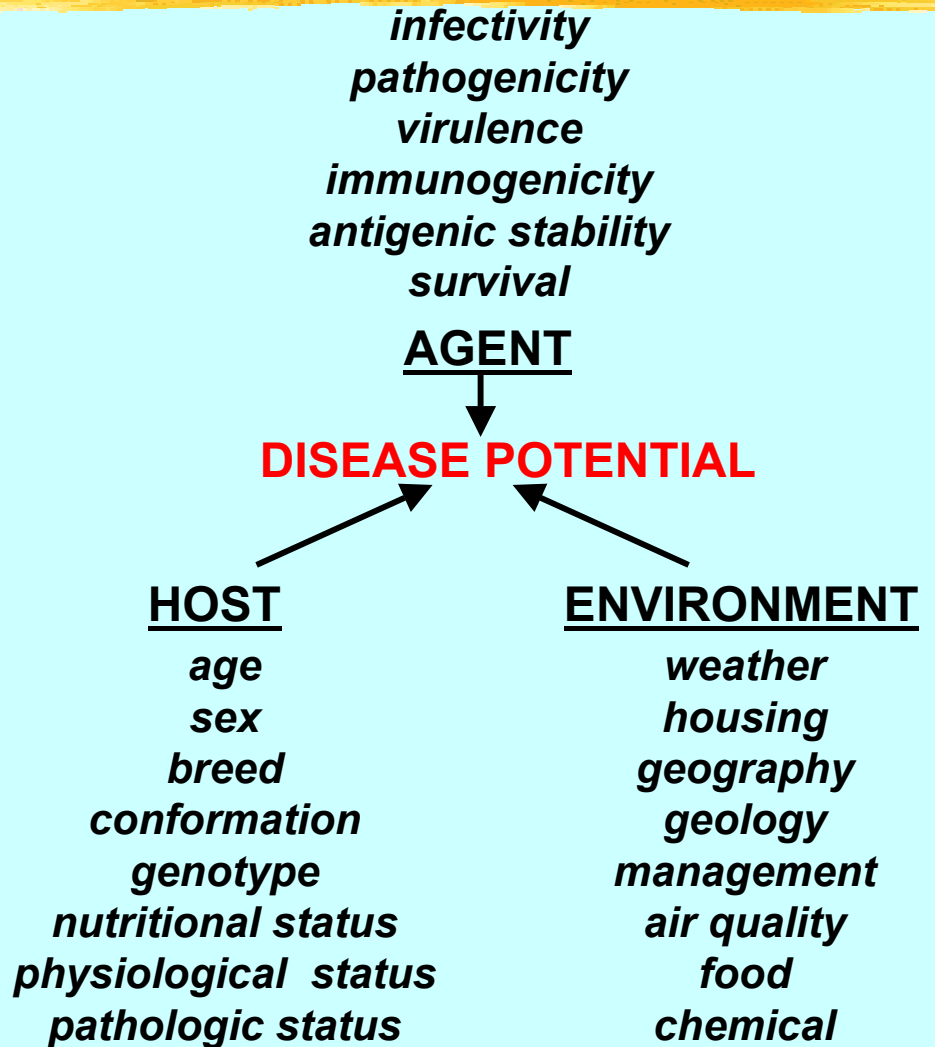 infectivity
pathogenicity
virulence
immunogenicity
antigenic stability
survival
AGENT
DISEASE POTENTIAL
HOST
age
sex
breed
conformation
genotype
nutritional status
physiological status
pathologic status
ENVIRONMENT
weather
housing
geography
geology
management
air quality
food
chemical